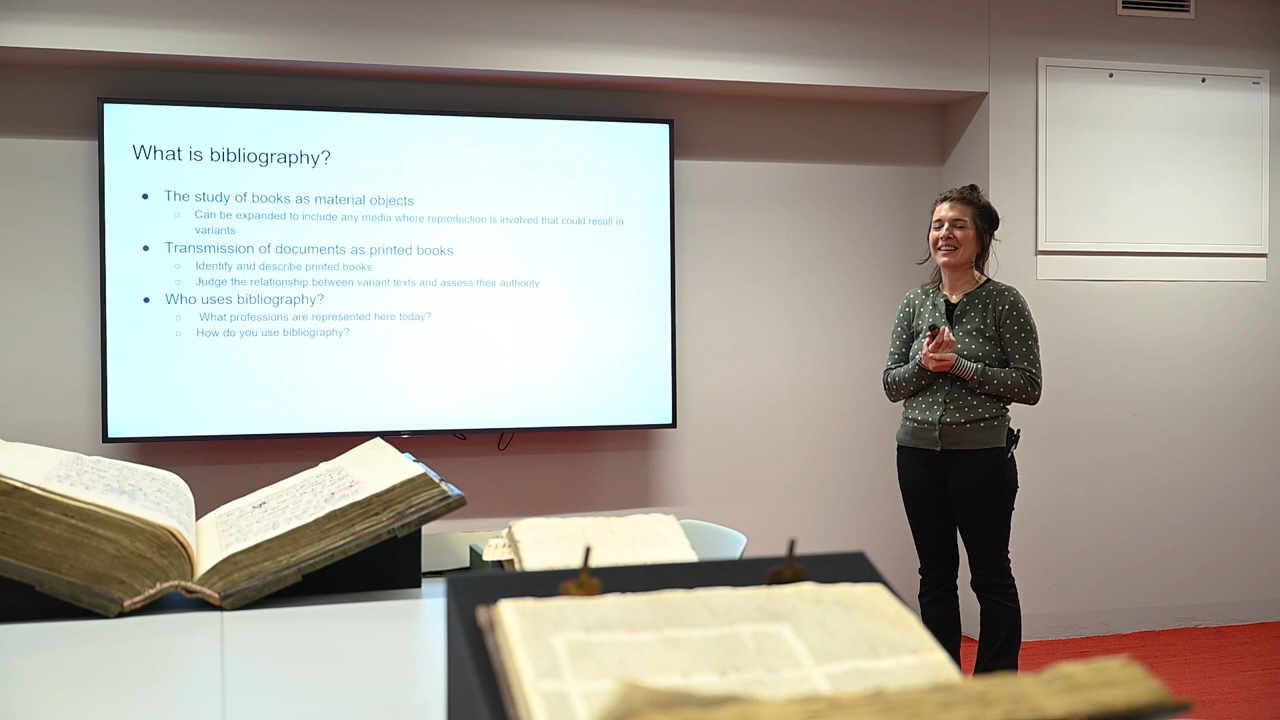 What is bibliography?
● The study of books as material objects
○ Can be expanded to include any media where reproduction is involved that could result in
variants
● Transmission of documents as printed books
○ Identify and describe printed books
○ Judge the relationship between variant texts and assess their authority
● Who uses bibliography?
○ What professions are represented here today?
○ How do you use bibliography?